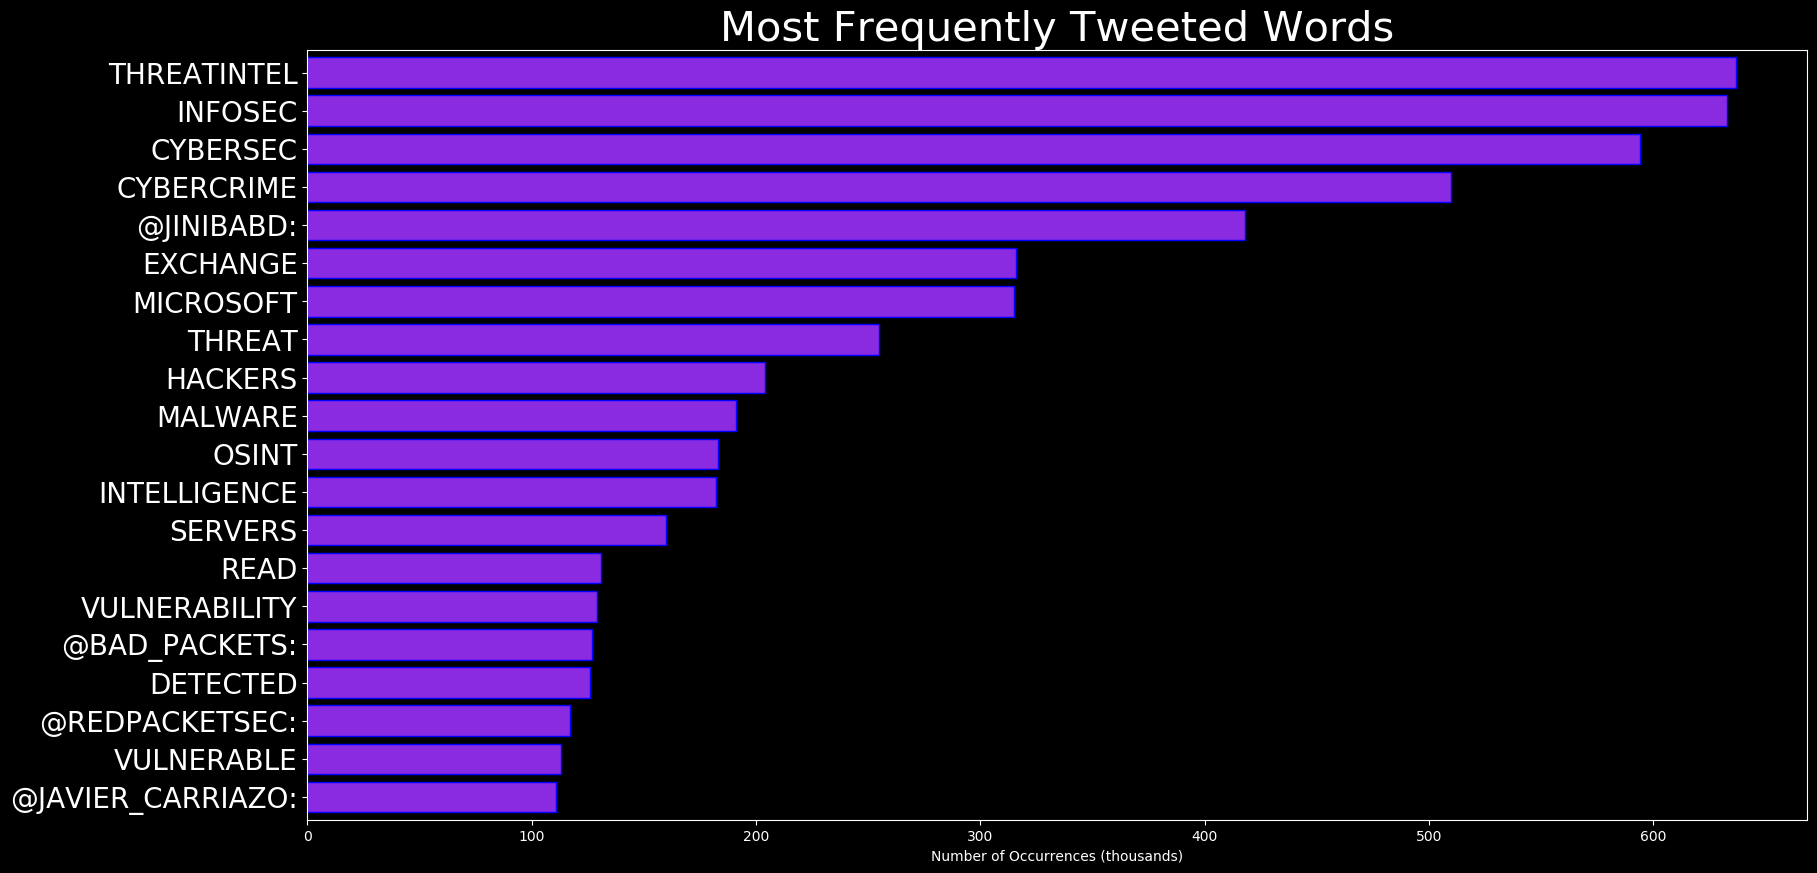 Most Frequently Tweeted Words
THREATINTEL
INFOSEC
CYBERSEC
CYBERCRIME
@JINIBABD:
EXCHANGE
MICROSOFT
THREAT
HACKERS
MALWARE
OSINT
INTELLIGENCE
SERVERS
READ
VULNERABILITY
@BAD_PACKETS:
DETECTED
@REDPACKETSEC:
VULNERABLE
@JAVIER_CARRIAZO:
0 100 200 300 400 500 600
Number of Occurrences (thousands)